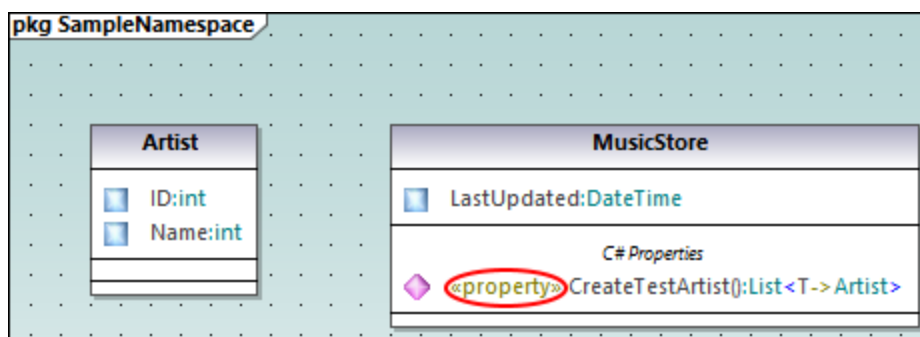 pkg SampleNamespace
Artist
ID:int
Name:int
MusicStore
LastUpdated:DateTime
C# Properties
«property» CreateTestArtist():List<T->Artist>